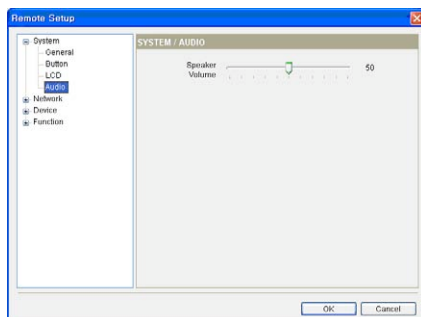 Remote Setup
System
General
Button
LCD
Audio
Network
Device
Function
SYSTEM / AUDIO
Speaker
Volume
50
OK
Cancel